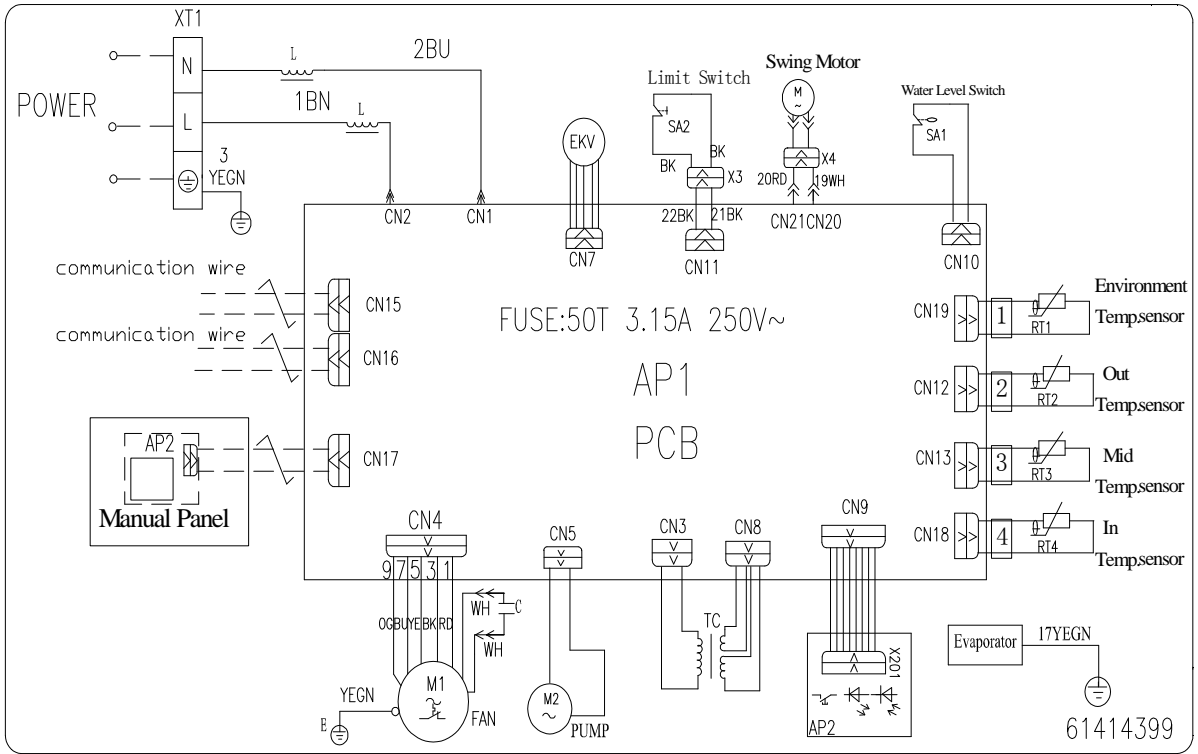 XT1
N
L
POWER
3
YEGN
L
2BU
1BN
L
CN2
CN1
EKV
CN7
Limit Switch
SA2
BK
BK
X3
22BK
21BK
CN11
Swing Motor
M
~
X4
20RD
19WH
CN21
CN20
Water Level Switch
SA1
CN10
communication wire
CN15
communication wire
CN16
AP2
Manual Panel
CN17
FUSE:50T 3.15A 250V~
AP1
PCB
CN19
1
RT1
Environment
Temp.sensor
CN12
2
RT2
Out
Temp.sensor
CN13
3
RT3
Mid
Temp.sensor
CN18
4
RT4
In
Temp.sensor
CN4
9 7 5 3 1
OG BU YE BK RD
WH
C
WH
M1
~
FAN
YEGN
E
CN5
M2
~
PUMP
CN3
CN8
TC
CN9
X201
AP2
Evaporator
17YEGN
61414399